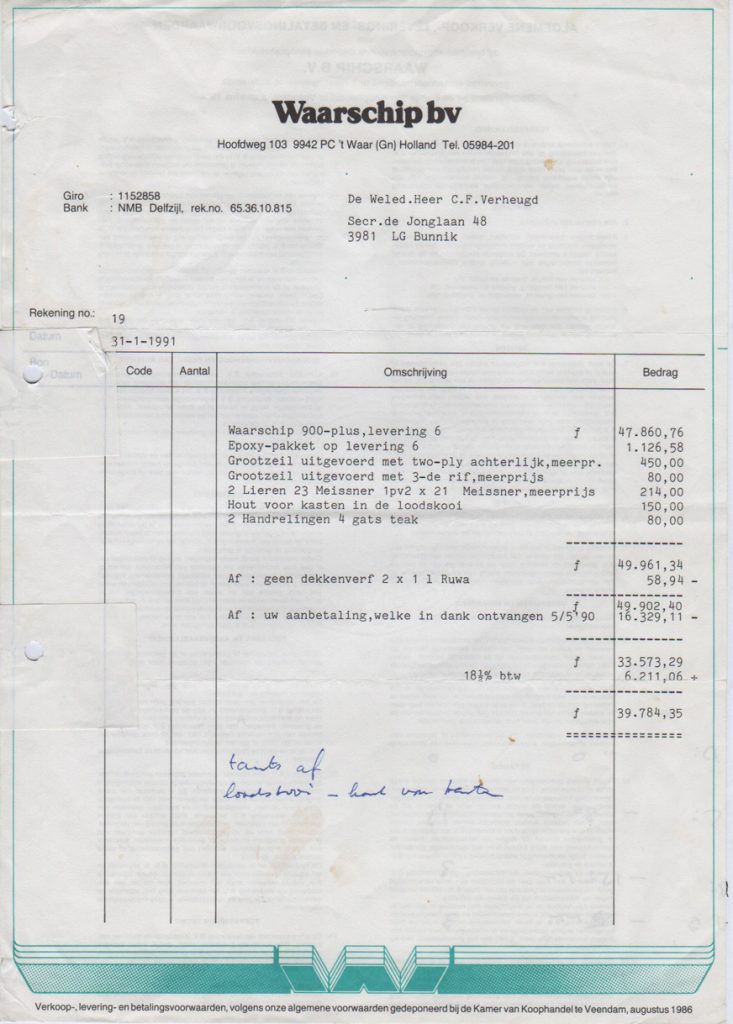 Waarschip bv
Hoofdweg 103 9942 PC 't Waar (Gn) Holland Tel. 05984-201
Giro : 1152858
Bank : NMB Delfzijl, rek.no. 65.36.10.815
De Weled.Heer C.F.Verheugd
Secr.de Jonglaan 48
3981 LG Bunnik
Rekening no.: 19
Datum 31-1-1991
Bon
Datum
Code Aantal Omschrijving Bedrag
Waarschip 900-plus,levering 6 ƒ 47.860,76
Epoxy-pakket op levering 6 1.126,58
Grootzeil uitgevoerd met two-ply achterlijk,meerpr. 450,00
Grootzeil uitgevoerd met 3-de rif,meerprijs 80,00
2 Lieren 23 Meissner 1pv2 x 21 Meissner,meerprijs 214,00
Hout voor kasten in de loodskooi 150,00
2 Handrelingen 4 gats teak 80,00
ƒ 49.961,34
Af : geen dekkenverf 2 x 1 l Ruwa 58,94 -
ƒ 49.902,40
Af : uw aanbetaling,welke in dank ontvangen 5/5'90 16.329,11 -
ƒ 33.573,29
18½% btw 6.211,06 +
ƒ 39.784,35
af
loodskooi – hout
Verkoop-, levering- en betalingsvoorwaarden, volgens onze algemene voorwaarden gedeponeerd bij de Kamer van Koophandel te Veendam, augustus 1986